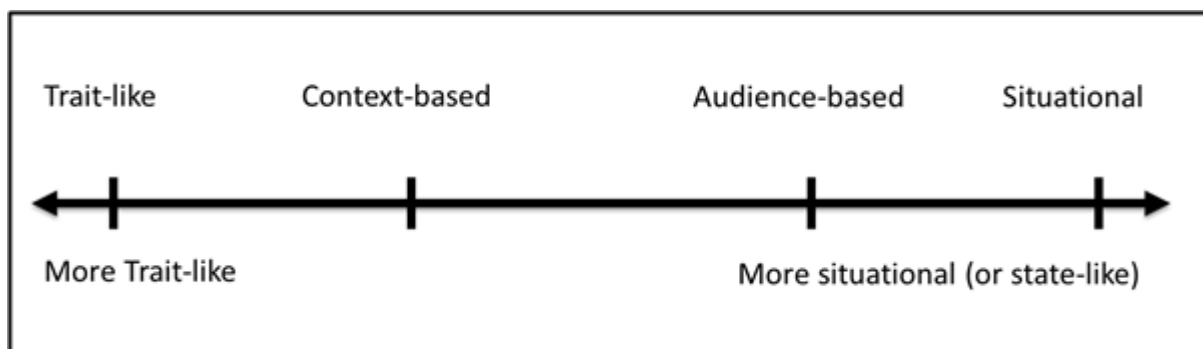 Trait-like Context-based Audience-based Situational
More Trait-like More situational (or state-like)